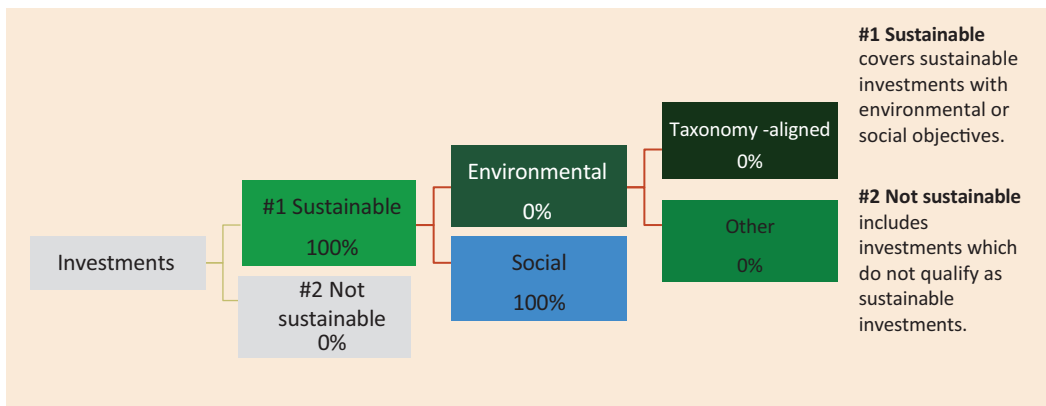 Investments
#1 Sustainable
100%
#2 Not
sustainable
0%
Environmental
0%
Social
100%
Taxonomy -aligned
0%
Other
0%
#1 Sustainable
covers sustainable
investments with
environmental or
social objectives.
#2 Not sustainable
includes
investments which
do not qualify as
sustainable
investments.